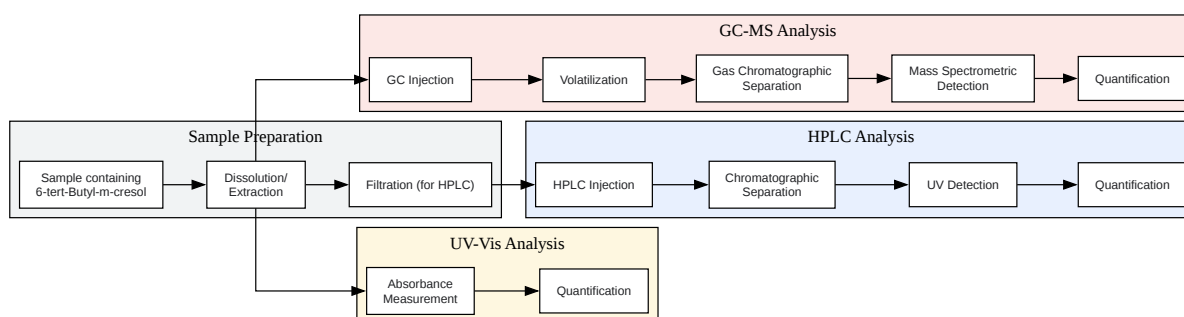 GC-MS Analysis
GC Injection
Volatilization
Gas Chromatographic
Separation
Mass Spectrometric
Detection
Quantification
Sample Preparation
Sample containing
6-tert-Butyl-m-cresol
Dissolution/
Extraction
Filtration (for HPLC)
HPLC Analysis
HPLC Injection
Chromatographic
Separation
UV Detection
Quantification
UV-Vis Analysis
Absorbance
Measurement
Quantification